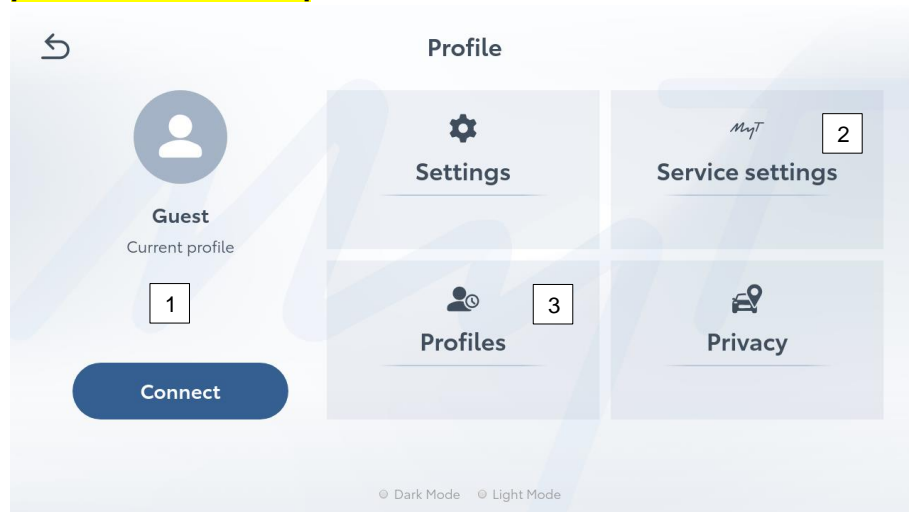 Profile
Guest
Current profile
1
Connect
Settings
MyT
2
Service settings
3
Profiles
Privacy
Dark Mode Light Mode